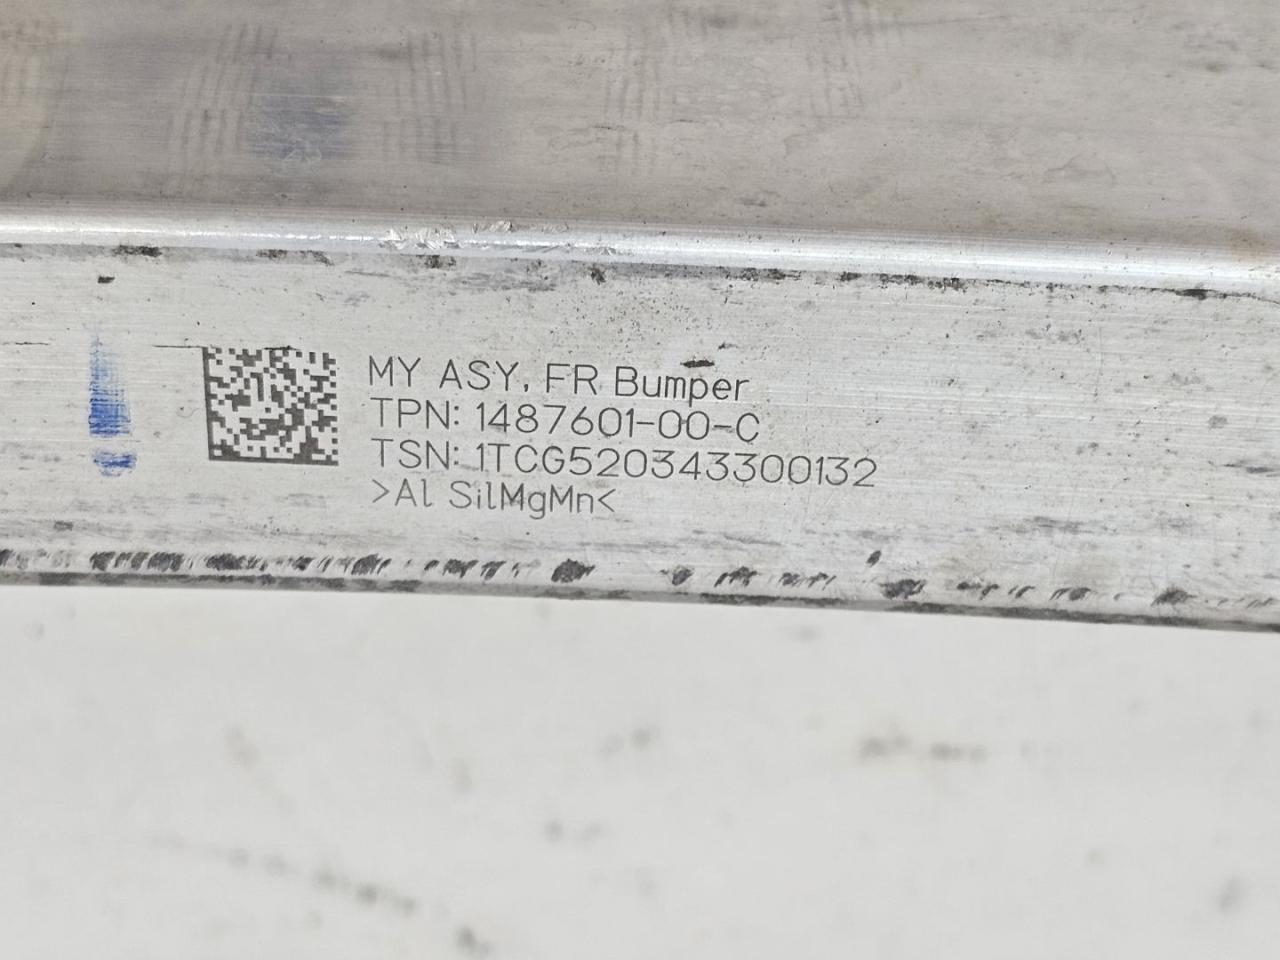 MY ASY, FR Bumper
TPN: 1487601-00-C
TSN: 1TCG520343300132
>Al SilMgMn<